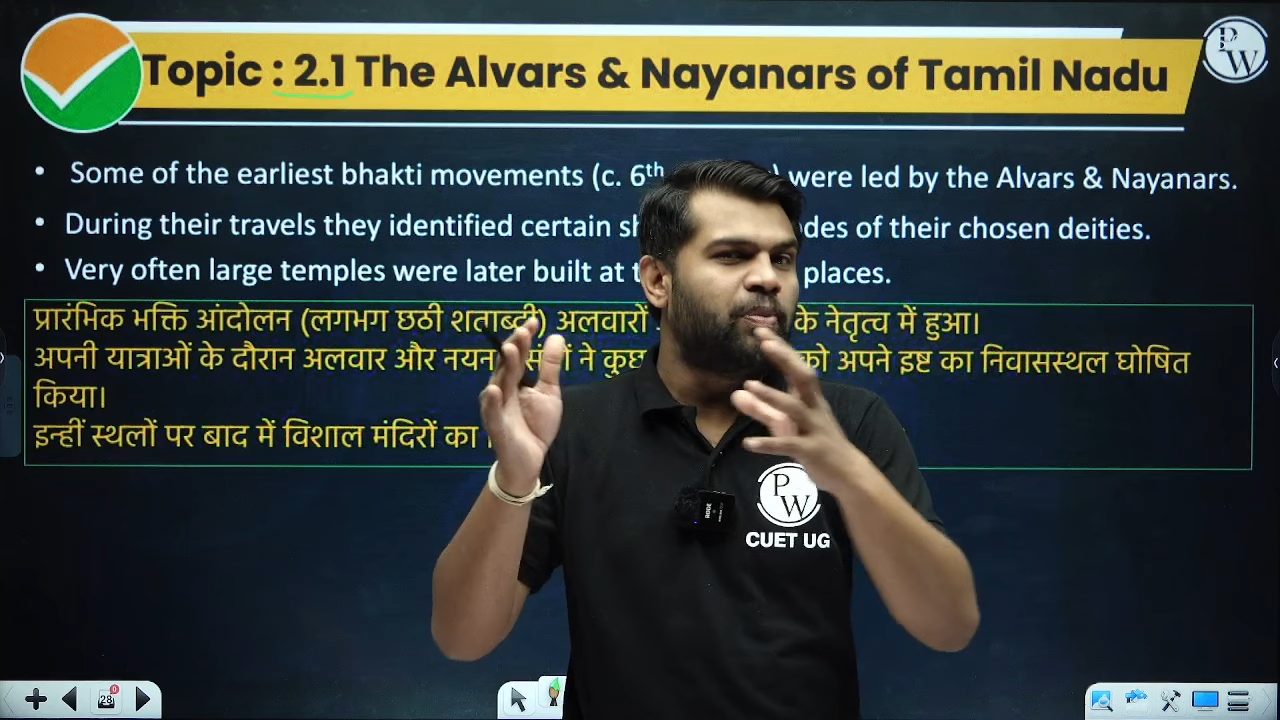 Topic : 2.1 The Alvars & Nayanars of Tamil Nadu
PW
• Some of the earliest bhakti movements (c. 6th were led by the Alvars & Nayanars.
• During their travels they identified certain of their chosen deities.
• Very often large temples were later built at places.
प्रारंभिक भक्ति आंदोलन (लगभग छठी शताब्दी) अलवारों के नेतृत्व में हुआ।
अपनी यात्राओं के दौरान अलवार और ने को अपने इष्ट का निवासस्थल घोषित
किया।
इन्हीं स्थलों पर बाद में विशाल मंदिरों का
PW
CUET UG
RODE
28